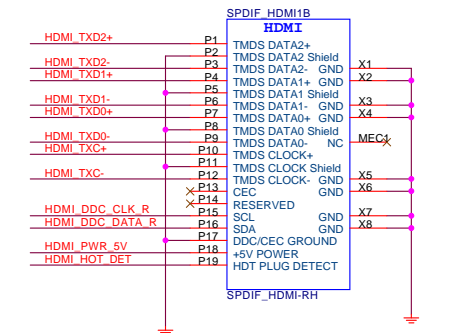 SPDIF_HDMI1B
HDMI
HDMI_TXD2+ P1 TMDS DATA2+
P2 TMDS DATA2 Shield
HDMI_TXD2- P3 TMDS DATA2- GND X1
HDMI_TXD1+ P4 TMDS DATA1+ GND X2
P5 TMDS DATA1 Shield
HDMI_TXD1- P6 TMDS DATA1- GND X3
HDMI_TXD0+ P7 TMDS DATA0+ GND X4
P8 TMDS DATA0 Shield
HDMI_TXD0- P9 TMDS DATA0- NC MEC1
HDMI_TXC+ P10 TMDS CLOCK+
P11 TMDS CLOCK Shield
HDMI_TXC- P12 TMDS CLOCK- GND X5
P13 CEC GND X6
P14 RESERVED
HDMI_DDC_CLK_R P15 SCL GND X7
HDMI_DDC_DATA_R P16 SDA GND X8
P17 DDC/CEC GROUND
HDMI_PWR_5V P18 +5V POWER
HDMI_HOT_DET P19 HDT PLUG DETECT
SPDIF_HDMI-RH